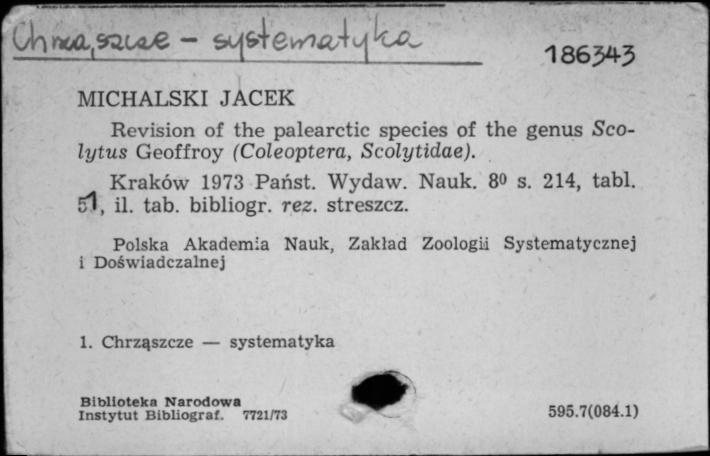 Chrząszcze – systematyka
186343
MICHALSKI JACEK
Revision of the palearctic species of the genus Sco-
lytus Geoffroy (Coleoptera, Scolytidae).
Kraków 1973 Państ. Wydaw. Nauk. 8⁰ s. 214, tabl.
51, il. tab. bibliogr. rez. streszcz.
Polska Akademia Nauk, Zakład Zoologii Systematycznej
i Doświadczalnej
1. Chrząszcze — systematyka
Biblioteka Narodowa
Instytut Bibliograf. 7721/73
595.7(084.1)